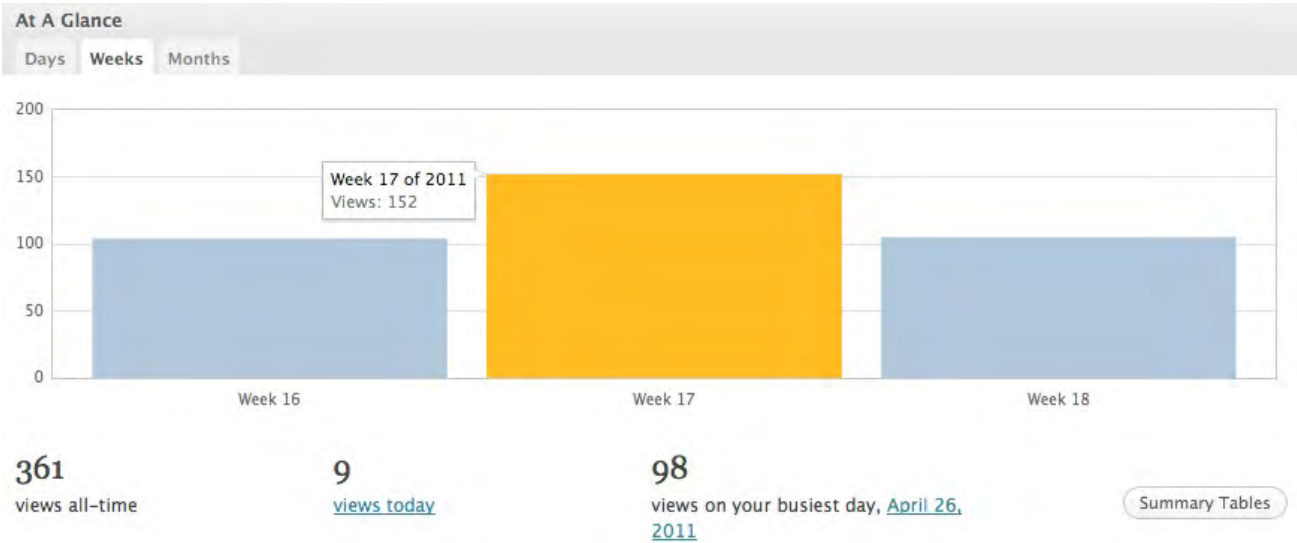 At A Glance
Days Weeks Months
200
150
100
50
0
Week 17 of 2011
Views: 152
Week 16 Week 17 Week 18
361
views all-time
9
views today
98
views on your busiest day, April 26,
2011
Summary Tables